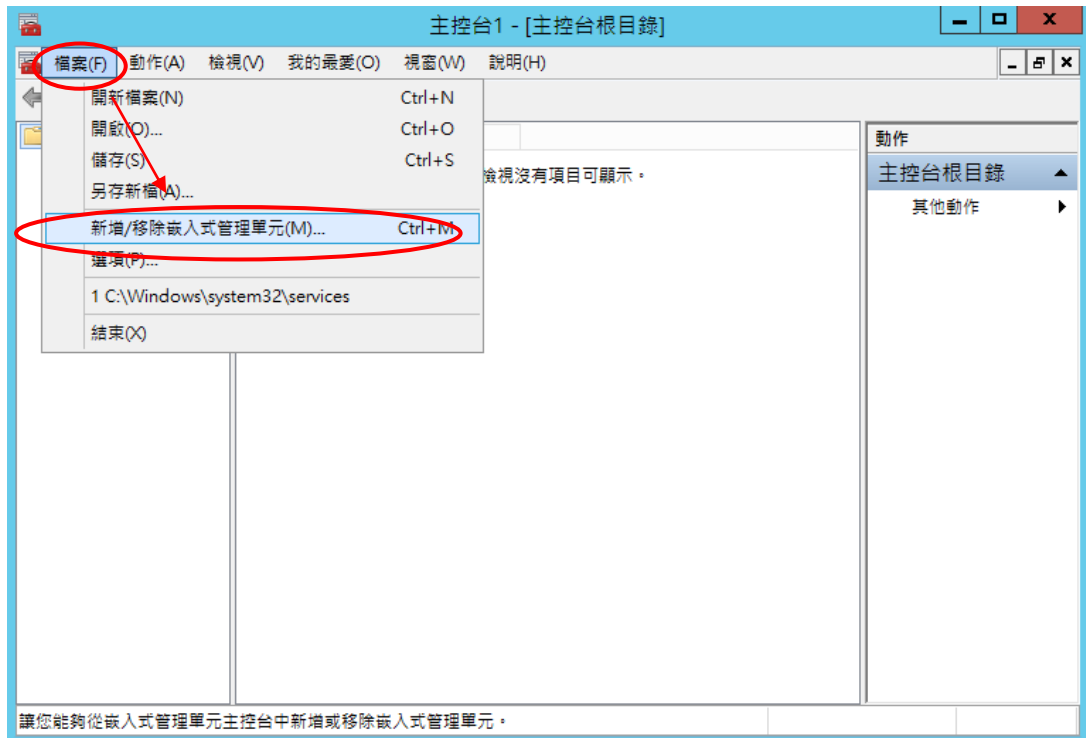 主控台1 - [主控台根目錄]
檔案(F) 動作(A) 檢視(V) 我的最愛(O) 視窗(W) 說明(H)
開新檔案(N) Ctrl+N
開啟(O)... Ctrl+O
儲存(S) Ctrl+S
另存新檔(A)...
新增/移除嵌入式管理單元(M)... Ctrl+M
選項(P)...
1 C:\Windows\system32\services
結束(X)
檢視沒有項目可顯示。
動作
主控台根目錄
其他動作
讓您能夠從嵌入式管理單元主控台中新增或移除嵌入式管理單元。